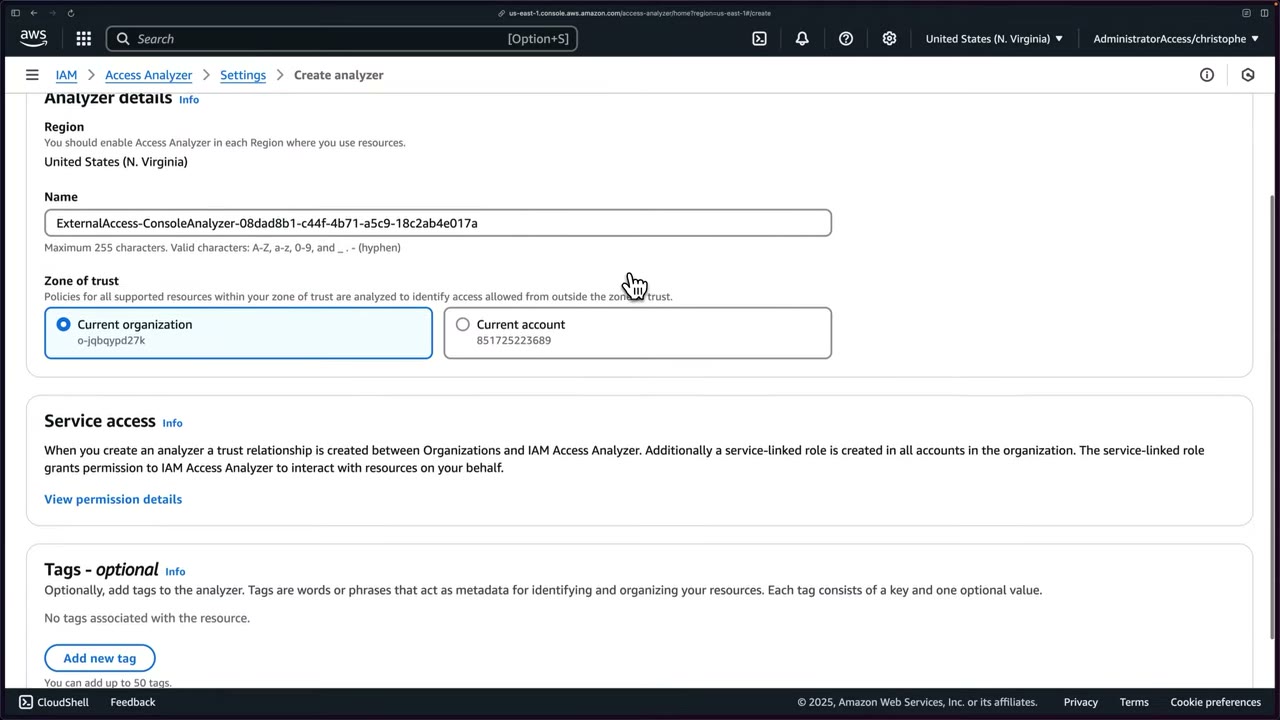 us-east-1.console.aws.amazon.com/access-analyzer/home?region=us-east-1#/create
aws
Search
[Option+S]
United States (N. Virginia)
AdministratorAccess/christophe
IAM > Access Analyzer > Settings > Create analyzer
Analyzer details Info
Region
You should enable Access Analyzer in each Region where you use resources.
United States (N. Virginia)
Name
ExternalAccess-ConsoleAnalyzer-08dad8b1-c44f-4b71-a5c9-18c2ab4e017a
Maximum 255 characters. Valid characters: A-Z, a-z, 0-9, and _ . - (hyphen)
Zone of trust
Policies for all supported resources within your zone of trust are analyzed to identify access allowed from outside the zone trust.
Current organization
o-jqbqypd27k
Current account
851725223689
Service access Info
When you create an analyzer a trust relationship is created between Organizations and IAM Access Analyzer. Additionally a service-linked role is created in all accounts in the organization. The service-linked role
grants permission to IAM Access Analyzer to interact with resources on your behalf.
View permission details
Tags - optional Info
Optionally, add tags to the analyzer. Tags are words or phrases that act as metadata for identifying and organizing your resources. Each tag consists of a key and one optional value.
No tags associated with the resource.
Add new tag
You can add up to 50 tags.
CloudShell
Feedback
© 2025, Amazon Web Services, Inc. or its affiliates.
Privacy
Terms
Cookie preferences